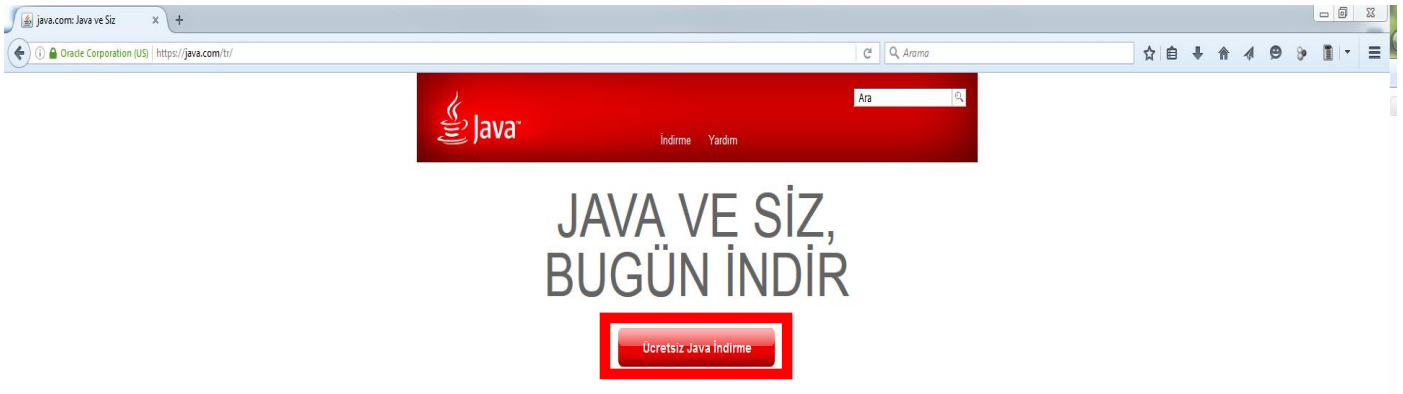 java.com: Java ve Siz
Oracle Corporation (US) https://java.com/tr/
Arama
Java™
Ara
İndirme Yardım
JAVA VE SİZ,
BUGÜN İNDİR
Ücretsiz Java İndirme